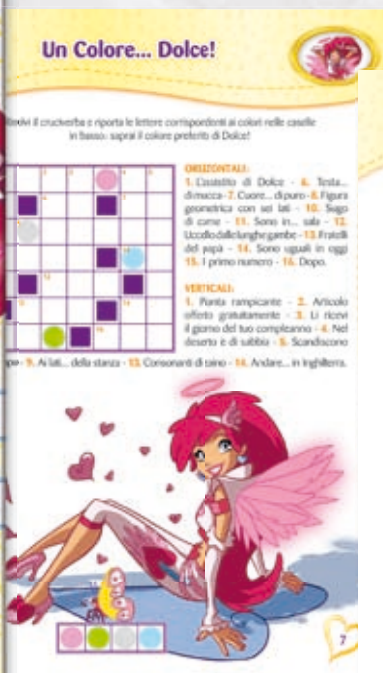 Un Colore... Dolce!
il cruciverba e riporta le lettere corrispondenti ai colori nelle caselle
in basso: saprai il colore preferito di Dolce!
ORIZZONTALI:
1. L'assistito di Dolce - 6. Testa...
di mucca - 7. Cuore... di puro - 8. Figura
geometrica con sei lati - 10. Sugo
di carne - 11. Sono in... sala - 12.
Uccello dalle lunghe gambe - 13. Fratelli
del papà - 14. Sono uguali in oggi
15. I primo numero - 16. Dopo.
VERTICALI:
1. Pianta rampicante - 2. Articolo
offerto gratuitamente - 3. Li ricevi
il giorno del tuo compleanno - 4. Nel
deserto è di sabbia - 5. Scandiscono
9. Ai lati... della stanza - 13. Consonanti di - 14. Andare... in Inghilterra.
7